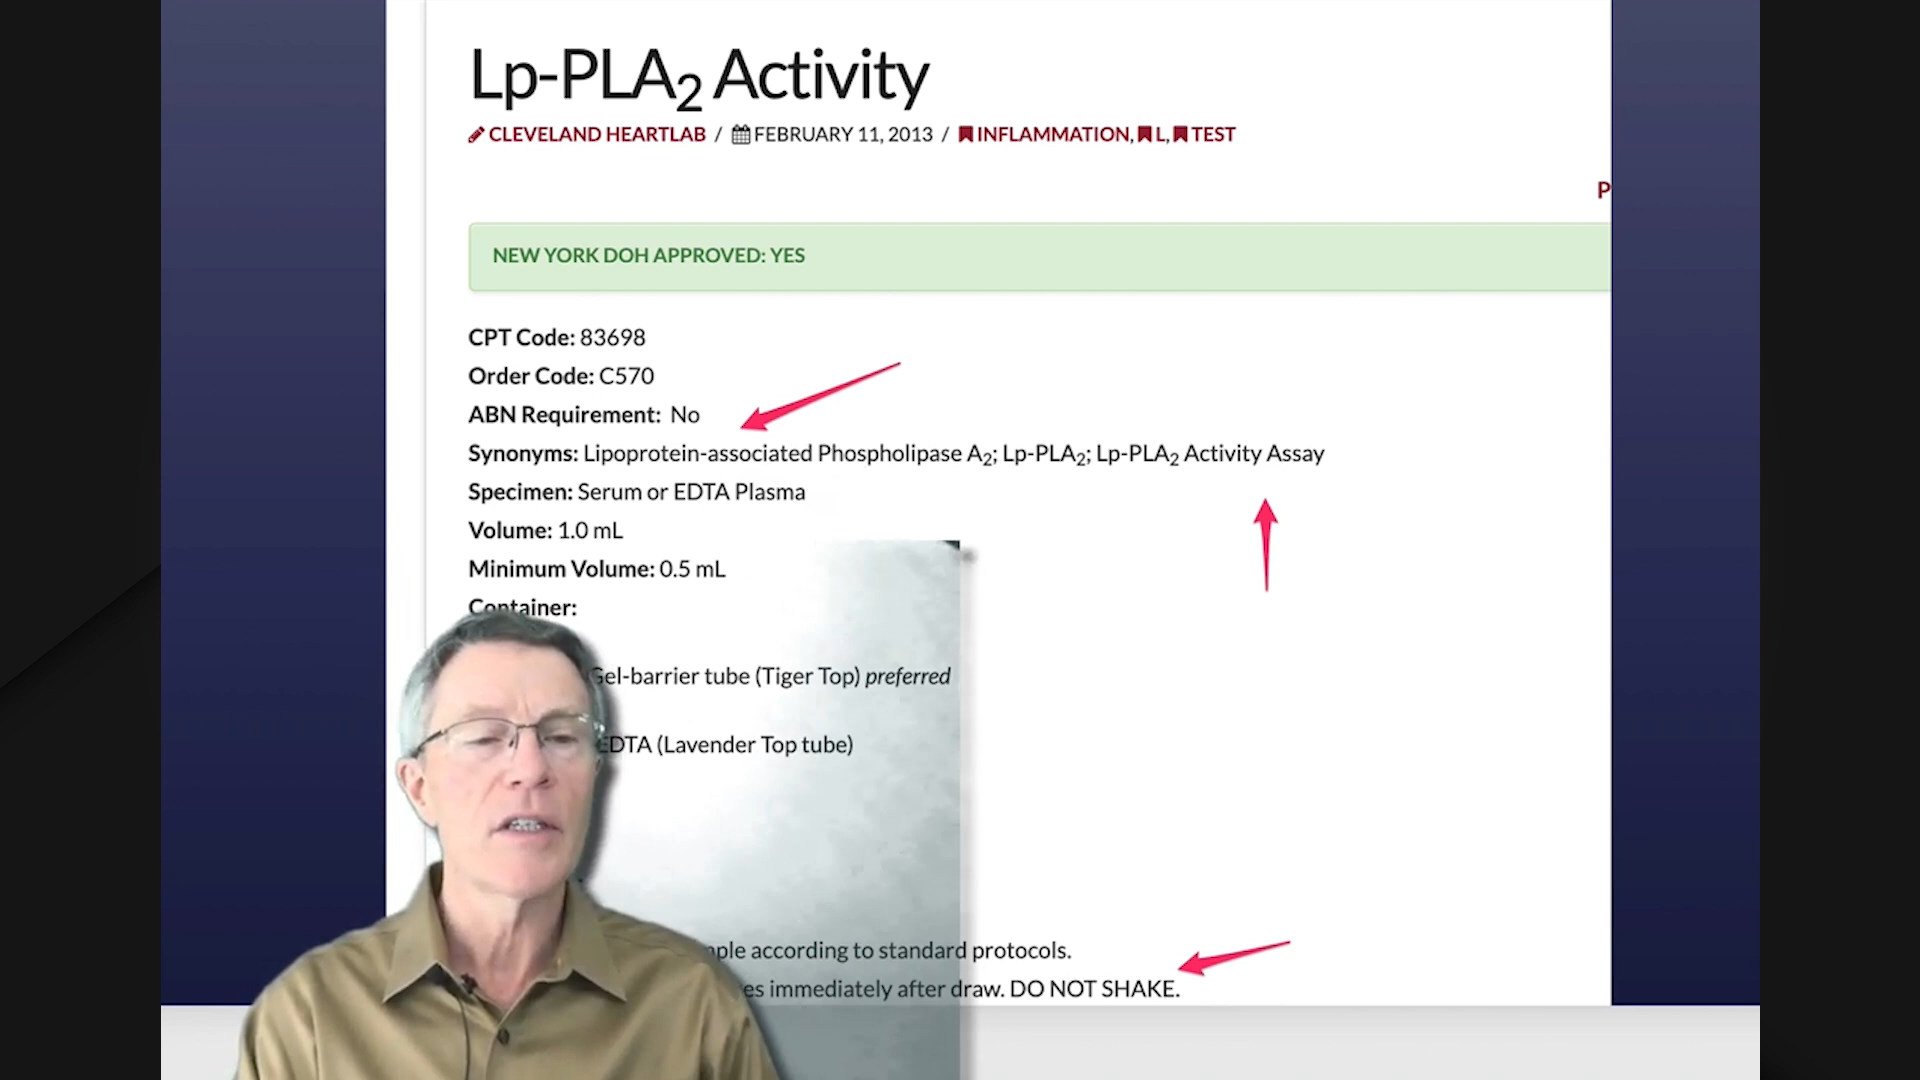 Lp-PLA₂ Activity
CLEVELAND HEARTLAB / FEBRUARY 11, 2013 / INFLAMMATION, L, TEST
P
NEW YORK DOH APPROVED: YES
CPT Code: 83698
Order Code: C570
ABN Requirement: No
Synonyms: Lipoprotein-associated Phospholipase A₂; Lp-PLA₂; Lp-PLA₂ Activity Assay
Specimen: Serum or EDTA Plasma
Volume: 1.0 mL
Minimum Volume: 0.5 mL
Container:
Gel-barrier tube (Tiger Top) preferred
EDTA (Lavender Top tube)
according to standard protocols.
immediately after draw. DO NOT SHAKE.